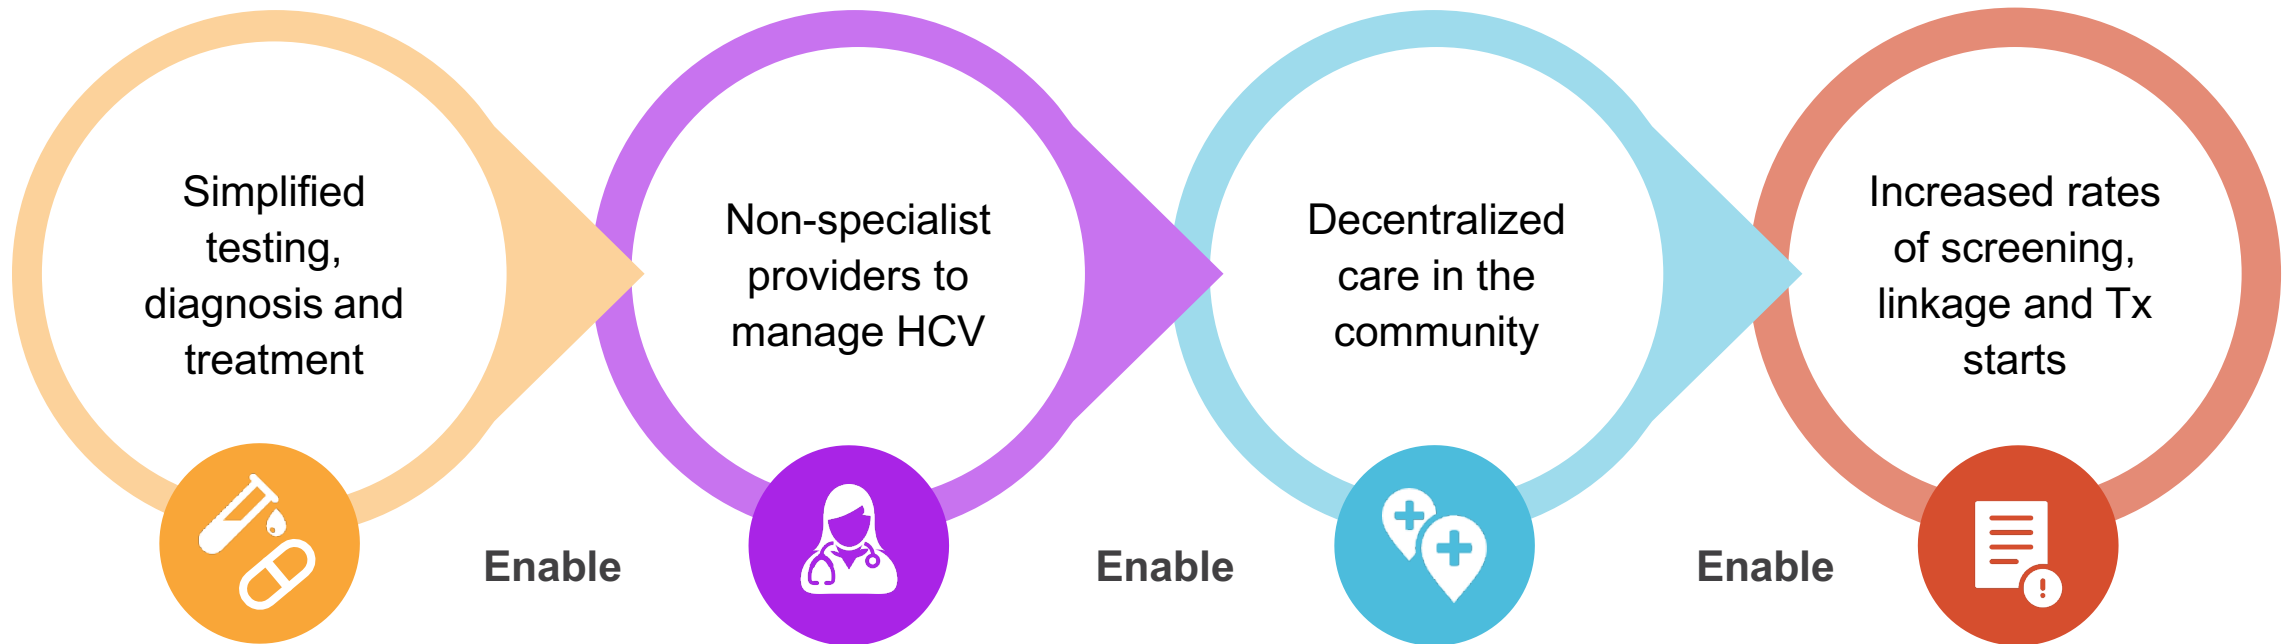 Simplified
testing,
diagnosis and
treatment
Enable
Non-specialist
providers to
manage HCV
Enable
Decentralized
care in the
community
Enable
Increased rates
of screening,
linkage and Tx
starts
!